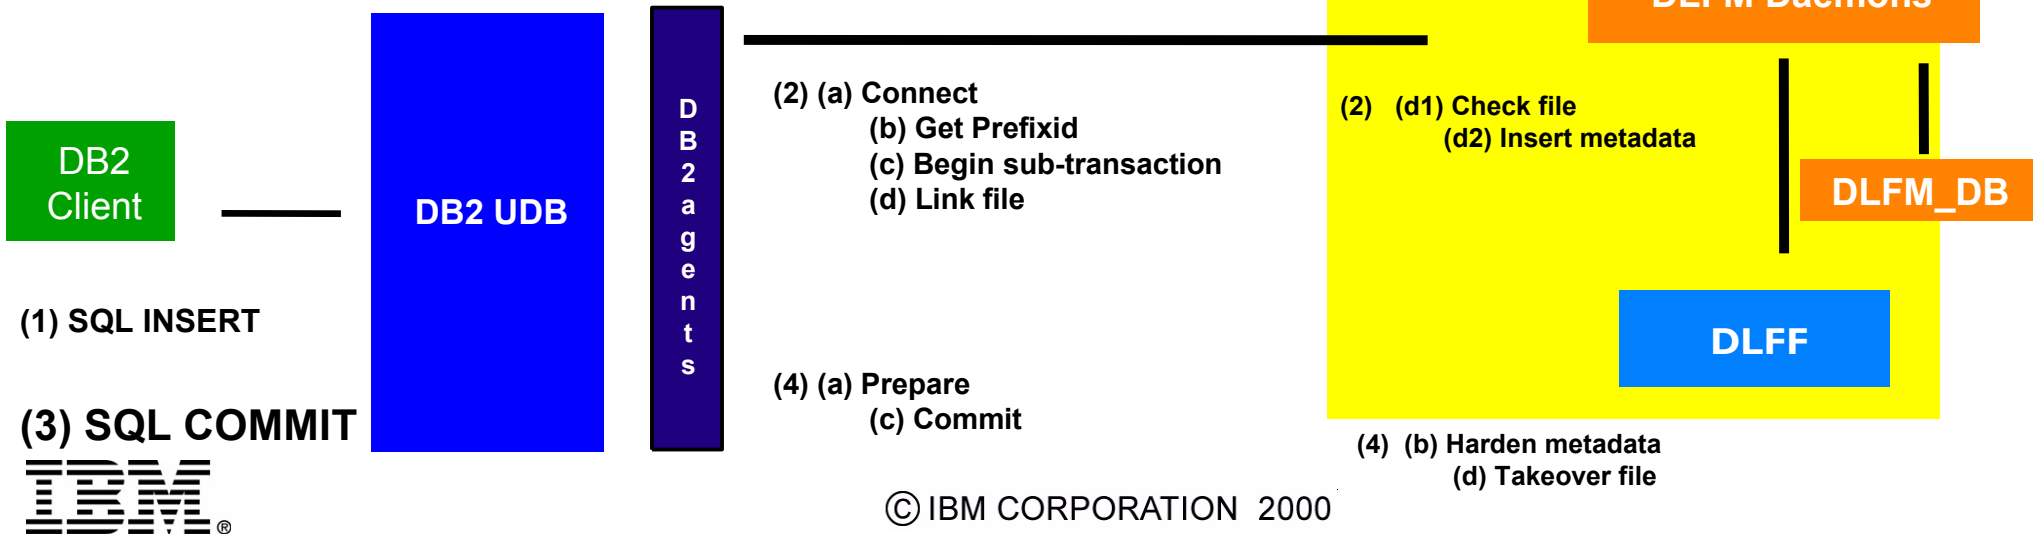 DLFM Daemons
(2) (a) Connect
(b) Get Prefixid
(c) Begin sub-transaction
(d) Link file
(2) (d1) Check file
(d2) Insert metadata
DB2
Client
DB2 UDB
D
B
2
a
g
e
n
t
s
DLFM_DB
(1) SQL INSERT
DLFF
(4) (a) Prepare
(c) Commit
(3) SQL COMMIT
(4) (b) Harden metadata
(d) Takeover file
IBM®
© IBM CORPORATION 2000